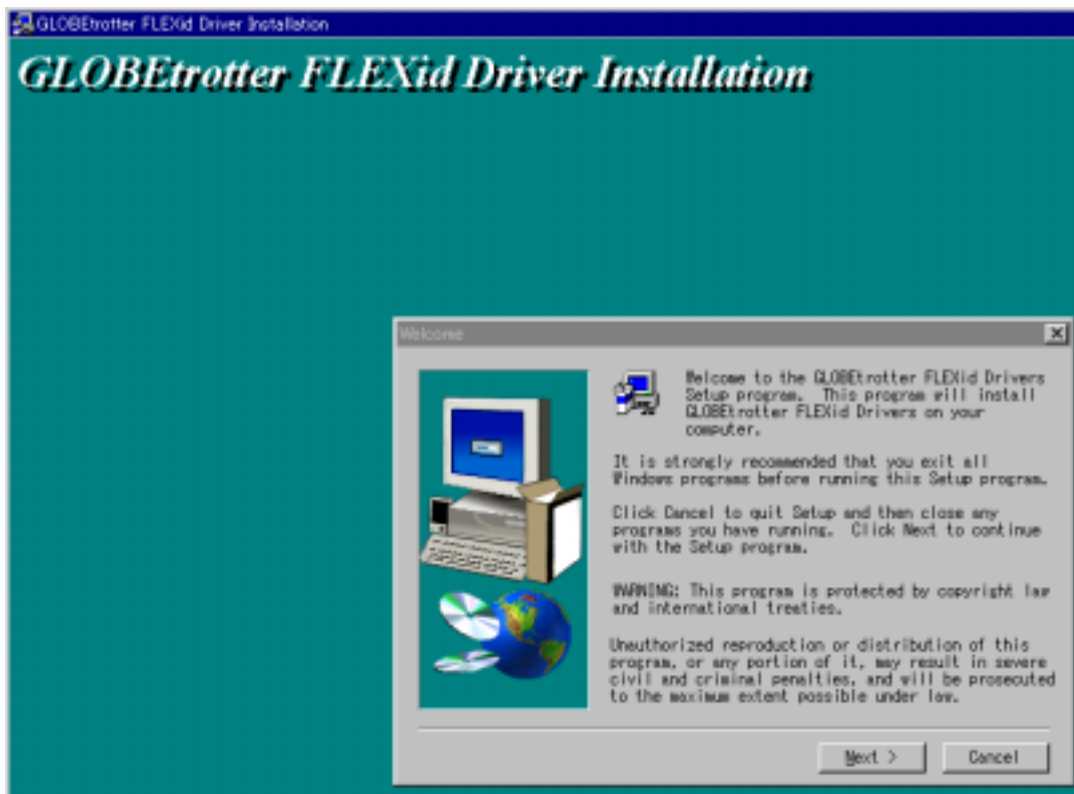 GLOBEtrotter FLEXid Driver Installation
GLOBEtrotter FLEXid Driver Installation
Welcome
Welcome to the GLOBEtrotter FLEXid Drivers
Setup program. This program will install
GLOBEtrotter FLEXid Drivers on your
computer.
It is strongly recommended that you exit all
Windows programs before running this Setup program.
Click Cancel to quit Setup and then close any
programs you have running. Click Next to continue
with the Setup program.
WARNING: This program is protected by copyright law
and international treaties.
Unauthorized reproduction or distribution of this
program, or any portion of it, may result in severe
civil and criminal penalties, and will be prosecuted
to the maximum extent possible under law.
Next >
Cancel